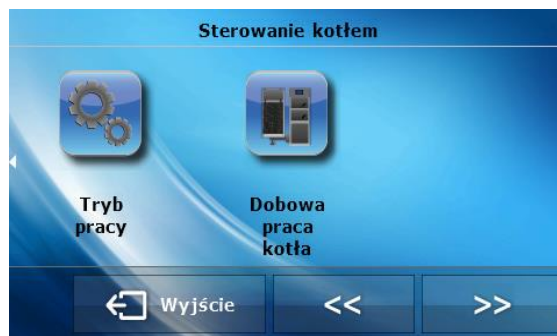 Sterowanie kotłem
Tryb
pracy
Dobowa
praca
kotła
Wyjście
<<
>>